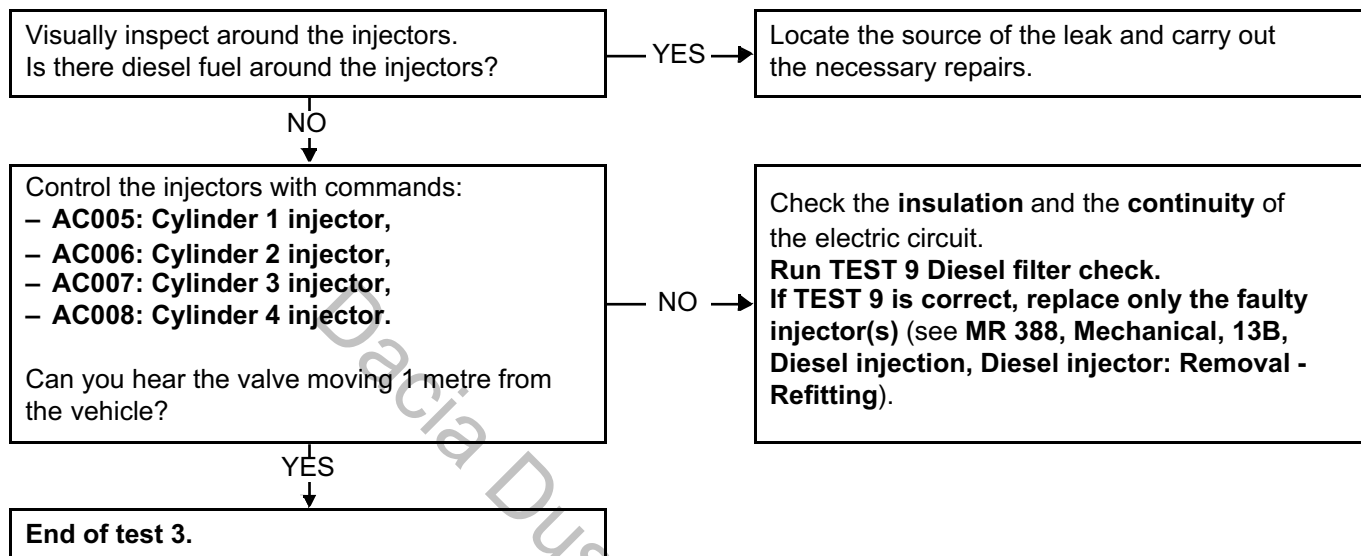 Visually inspect around the injectors.
Is there diesel fuel around the injectors?
YES
Locate the source of the leak and carry out
the necessary repairs.
NO
Control the injectors with commands:
– AC005: Cylinder 1 injector,
– AC006: Cylinder 2 injector,
– AC007: Cylinder 3 injector,
– AC008: Cylinder 4 injector.
Can you hear the valve moving 1 metre from
the vehicle?
NO
Check the insulation and the continuity of
the electric circuit.
Run TEST 9 Diesel filter check.
If TEST 9 is correct, replace only the faulty
injector(s) (see MR 388, Mechanical, 13B,
Diesel injection, Diesel injector: Removal -
Refitting).
YES
End of test 3.
Dacia Dus